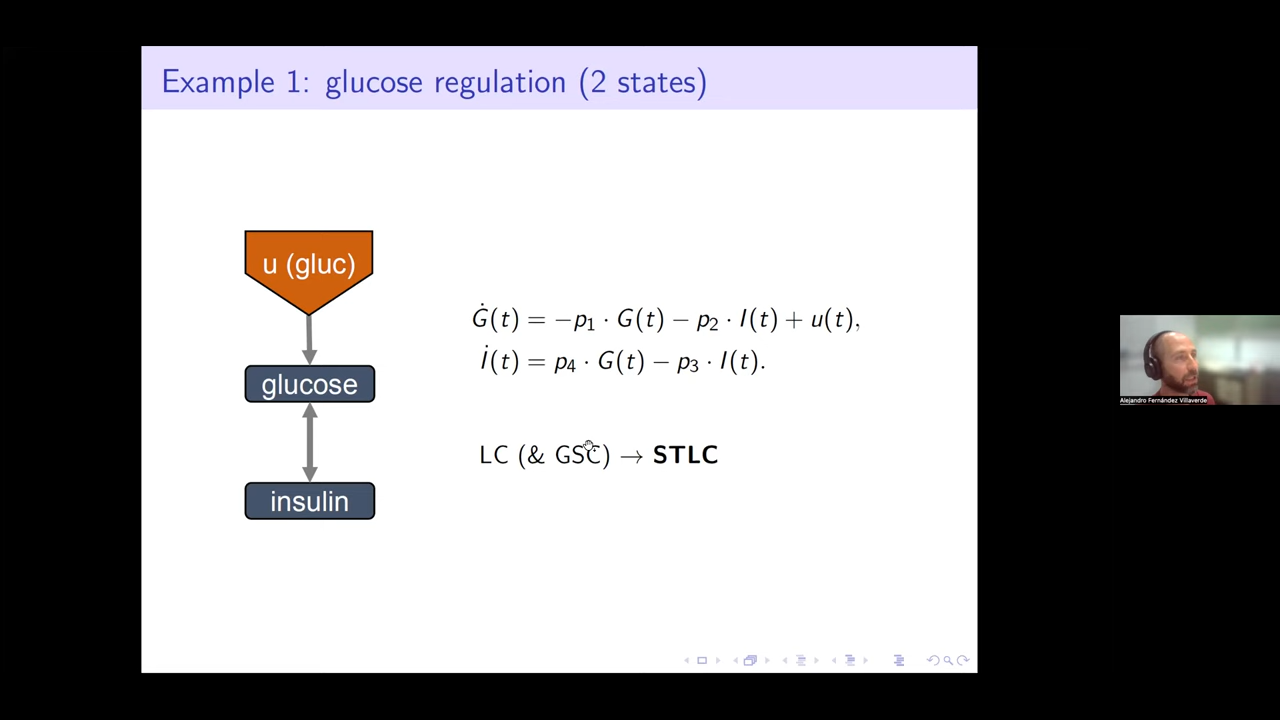 Example 1: glucose regulation (2 states)
u (gluc)
glucose
insulin
Ġ(t) = −p₁ · G(t) − p₂ · I(t) + u(t),
İ(t) = p₄ · G(t) − p₃ · I(t).
LC (& GSC) → STLC
Alejandro Fernández Villaverde